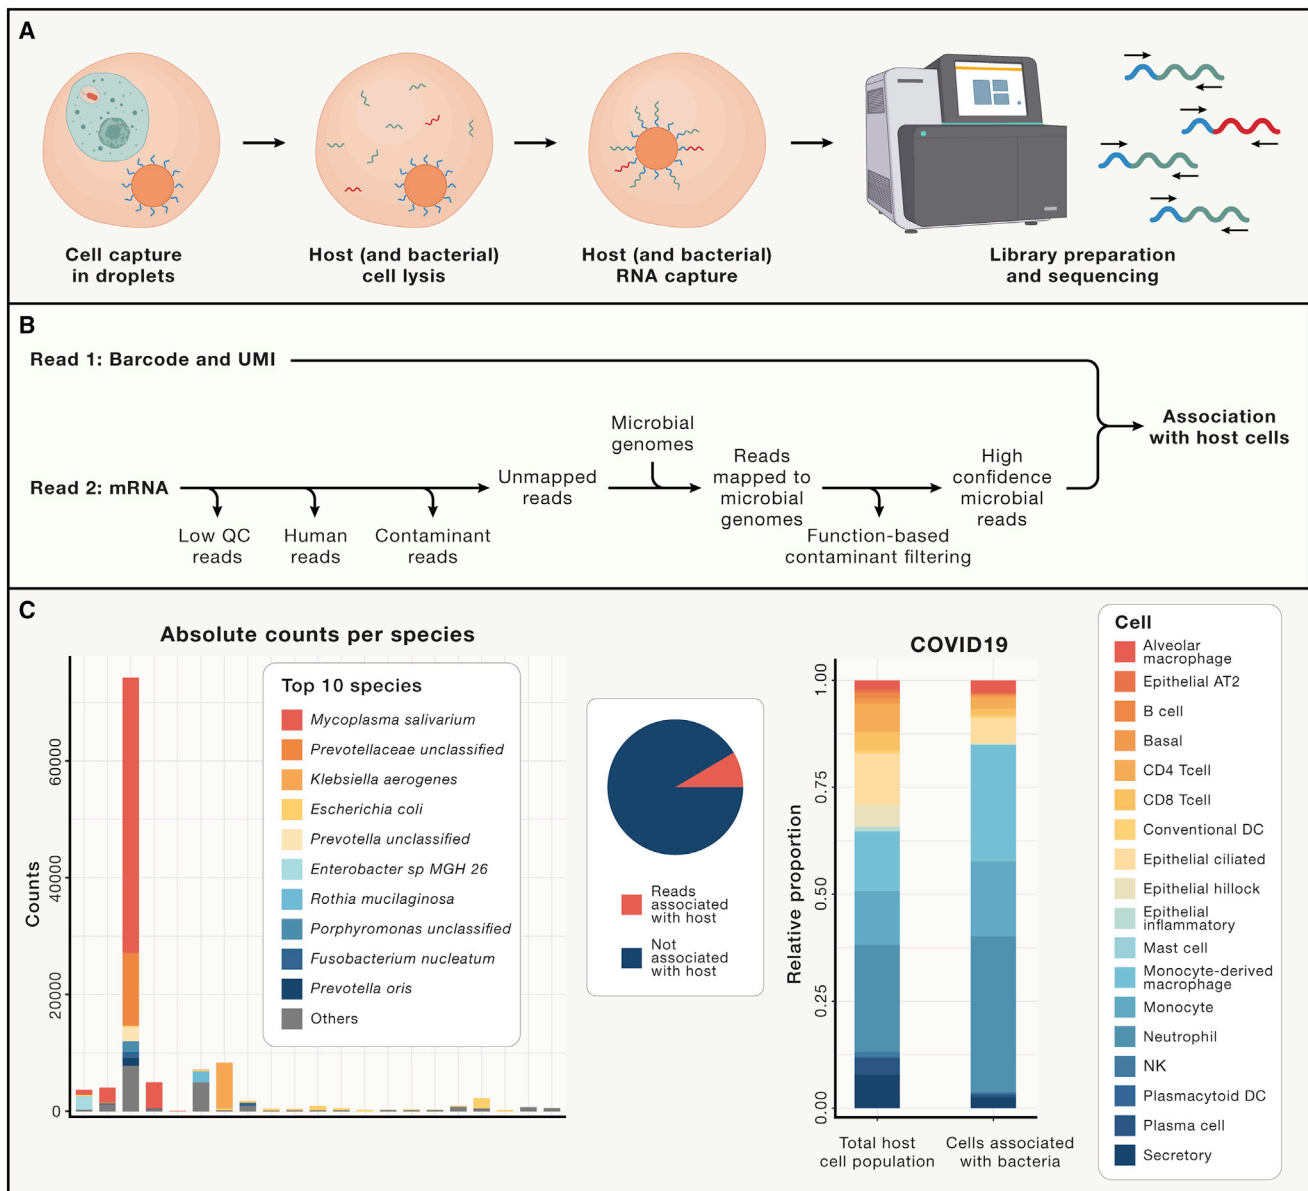 A
Cell capture
in droplets
Host (and bacterial)
cell lysis
Host (and bacterial)
RNA capture
Library preparation
and sequencing
B
Read 1: Barcode and UMI
Read 2: mRNA
Low QC
reads
Human
reads
Contaminant
reads
Unmapped
reads
Microbial
genomes
Reads
mapped to
microbial
genomes
Function-based
contaminant filtering
High
confidence
microbial
reads
Association
with host cells
C
Absolute counts per species
Counts
60000
40000
20000
0
Top 10 species
Mycoplasma salivarium
Prevotellaceae unclassified
Klebsiella aerogenes
Escherichia coli
Prevotella unclassified
Enterobacter sp MGH 26
Rothia mucilaginosa
Porphyromonas unclassified
Fusobacterium nucleatum
Prevotella oris
Others
Reads
associated
with host
Not
associated
with host
COVID19
Relative proportion
1.00
0.75
0.50
0.25
0.00
Total host
cell population
Cells associated
with bacteria
Cell
Alveolar
macrophage
Epithelial AT2
B cell
Basal
CD4 Tcell
CD8 Tcell
Conventional DC
Epithelial ciliated
Epithelial hillock
Epithelial
inflammatory
Mast cell
Monocyte-derived
macrophage
Monocyte
Neutrophil
NK
Plasmacytoid DC
Plasma cell
Secretory